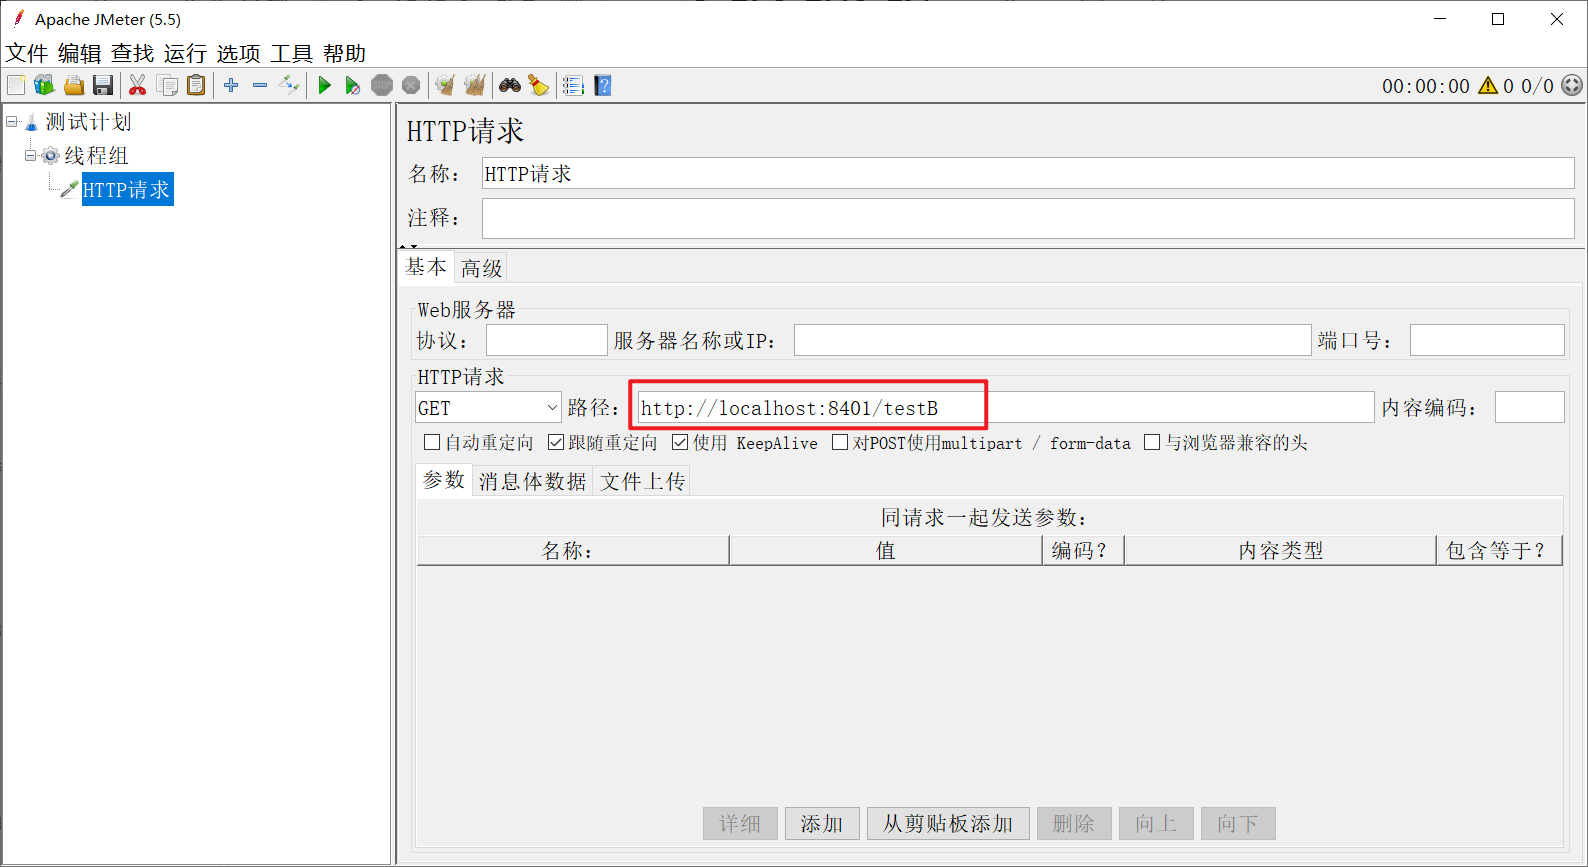 Apache JMeter (5.5)
文件 编辑 查找 运行 选项 工具 帮助
00:00:00 0 0/0
测试计划
线程组
HTTP请求
HTTP请求
名称： HTTP请求
注释：
基本 高级
Web服务器
协议： 服务器名称或IP： 端口号：
HTTP请求
GET 路径： http://localhost:8401/testB 内容编码：
自动重定向 跟随重定向 使用 KeepAlive 对POST使用multipart / form-data 与浏览器兼容的头
参数 消息体数据 文件上传
同请求一起发送参数：
名称： 值 编码？ 内容类型 包含等于？
详细 添加 从剪贴板添加 删除 向上 向下